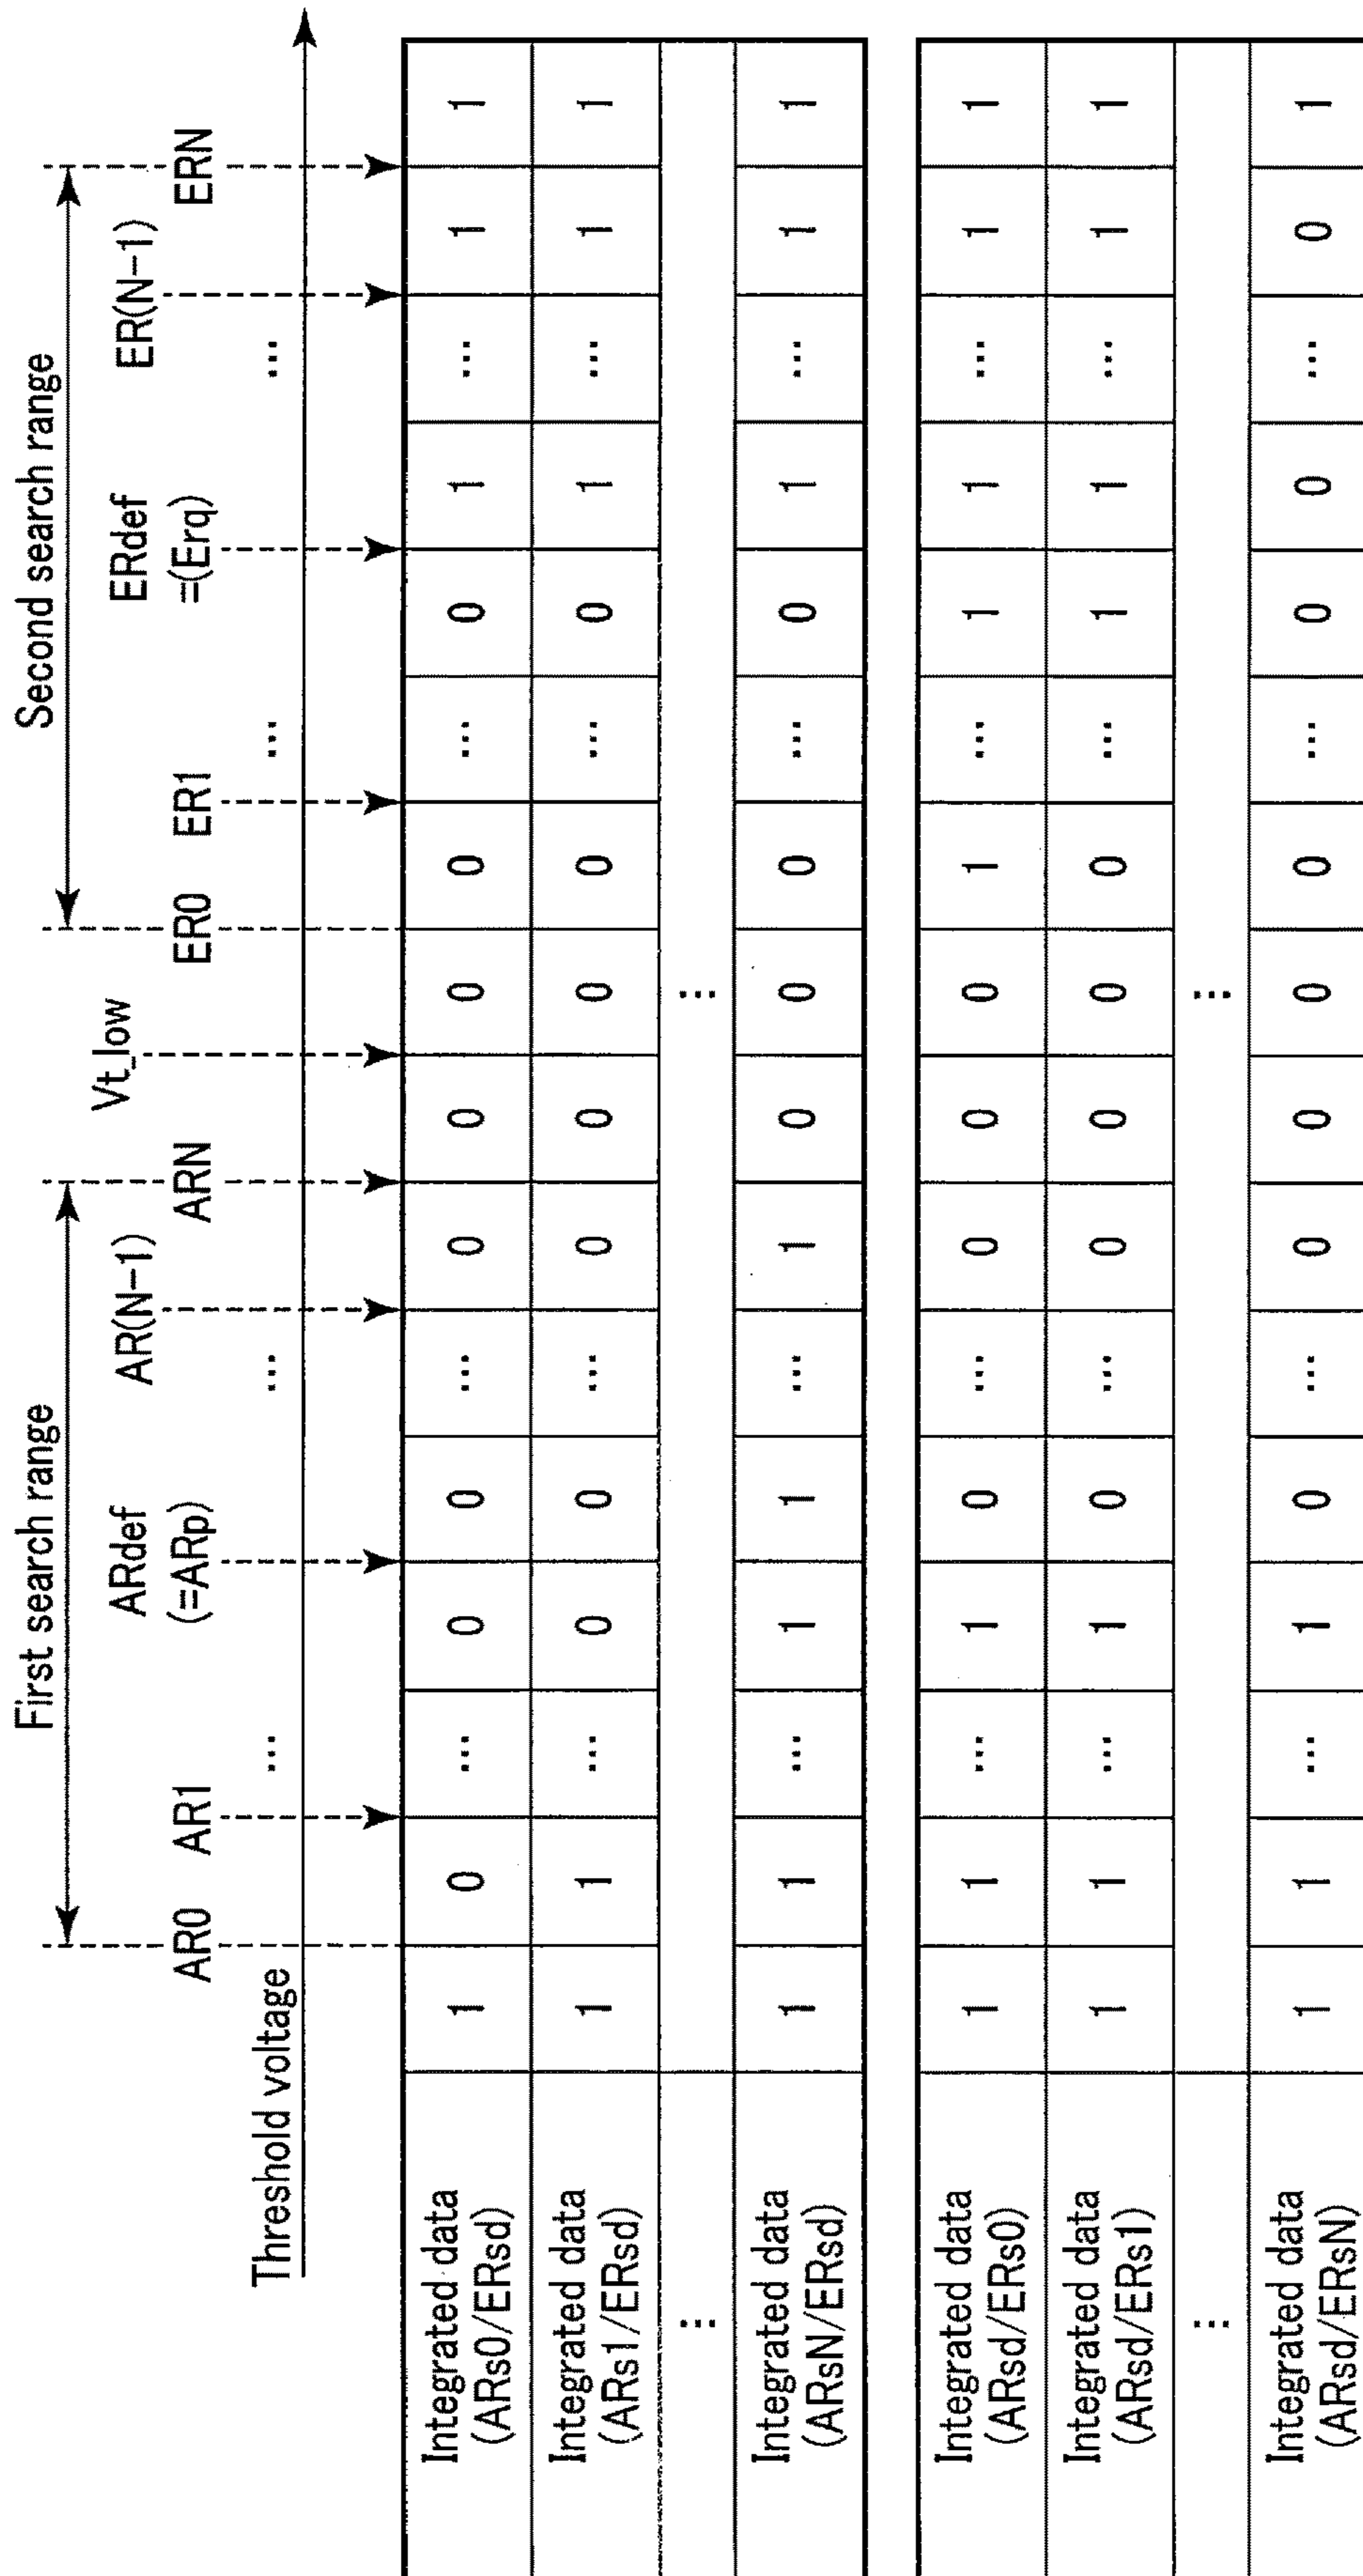 First search range
Second search range
AR0
AR1
...
ARdef
(=ARp)
...
AR(N-1)
ARN
Vt_low
ER0
ER1
...
ERdef
=(Erq)
...
ER(N-1)
ERN
Threshold voltage
Integrated data
(ARs0/ERsd)
1 0 ... 0 0 ... 0 0 0 0 ... 0 1 ... 1 1
Integrated data
(ARs1/ERsd)
1 1 ... 0 0 ... 0 0 0 0 ... 0 1 ... 1 1
... ...
Integrated data
(ARsN/ERsd)
1 1 ... 1 1 ... 1 0 0 0 ... 0 1 ... 1 1
Integrated data
(ARsd/ERs0)
1 1 ... 1 0 ... 0 0 0 1 ... 1 1 ... 1 1
Integrated data
(ARsd/ERs1)
1 1 ... 1 0 ... 0 0 0 0 ... 1 1 ... 1 1
... ...
Integrated data
(ARsd/ERsN)
1 1 ... 1 0 ... 0 0 0 0 ... 0 0 ... 0 1